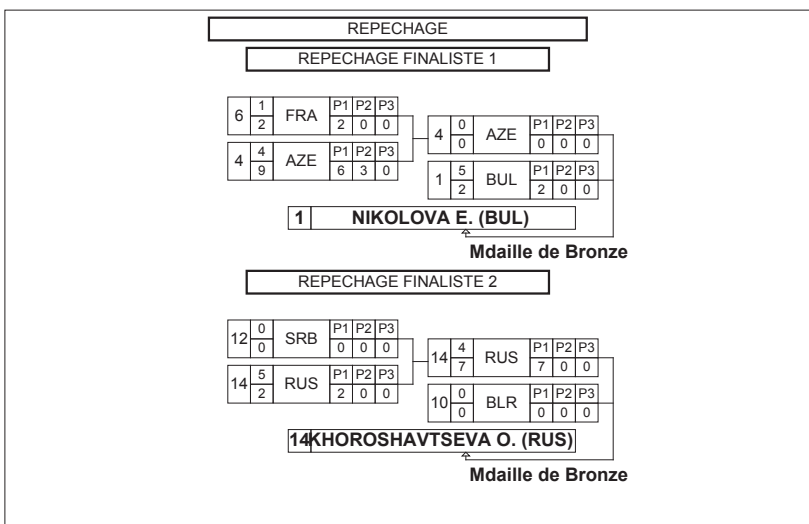 REPECHAGE
REPECHAGE FINALISTE 1
6 1 2 FRA P1 P2 P3 2 0 0
4 4 9 AZE P1 P2 P3 6 3 0
4 0 0 AZE P1 P2 P3 0 0 0
1 5 2 BUL P1 P2 P3 2 0 0
1 NIKOLOVA E. (BUL)
Mdaille de Bronze
REPECHAGE FINALISTE 2
12 0 0 SRB P1 P2 P3 0 0 0
14 5 2 RUS P1 P2 P3 2 0 0
14 4 7 RUS P1 P2 P3 7 0 0
10 0 0 BLR P1 P2 P3 0 0 0
14 KHOROSHAVTSEVA O. (RUS)
Mdaille de Bronze